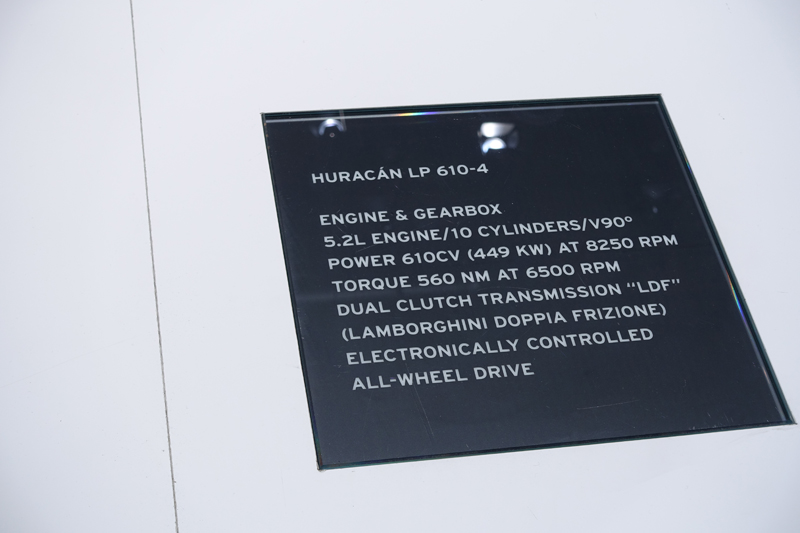 HURACÁN LP 610-4
ENGINE & GEARBOX
5.2L ENGINE/10 CYLINDERS/V90°
POWER 610CV (449 KW) AT 8250 RPM
TORQUE 560 NM AT 6500 RPM
DUAL CLUTCH TRANSMISSION “LDF”
(LAMBORGHINI DOPPIA FRIZIONE)
ELECTRONICALLY CONTROLLED
ALL-WHEEL DRIVE